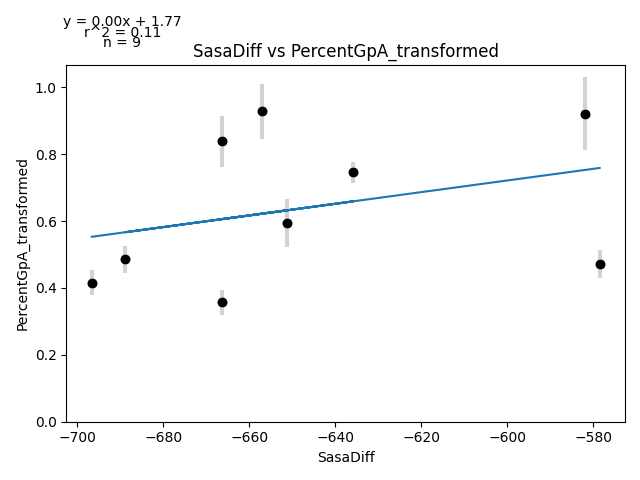 y = 0.00x + 1.77
r^2 = 0.11
n = 9
SasaDiff vs PercentGpA_transformed
PercentGpA_transformed
1.0
0.8
0.6
0.4
0.2
0.0
−700
−680
−660
−640
−620
−600
−580
SasaDiff